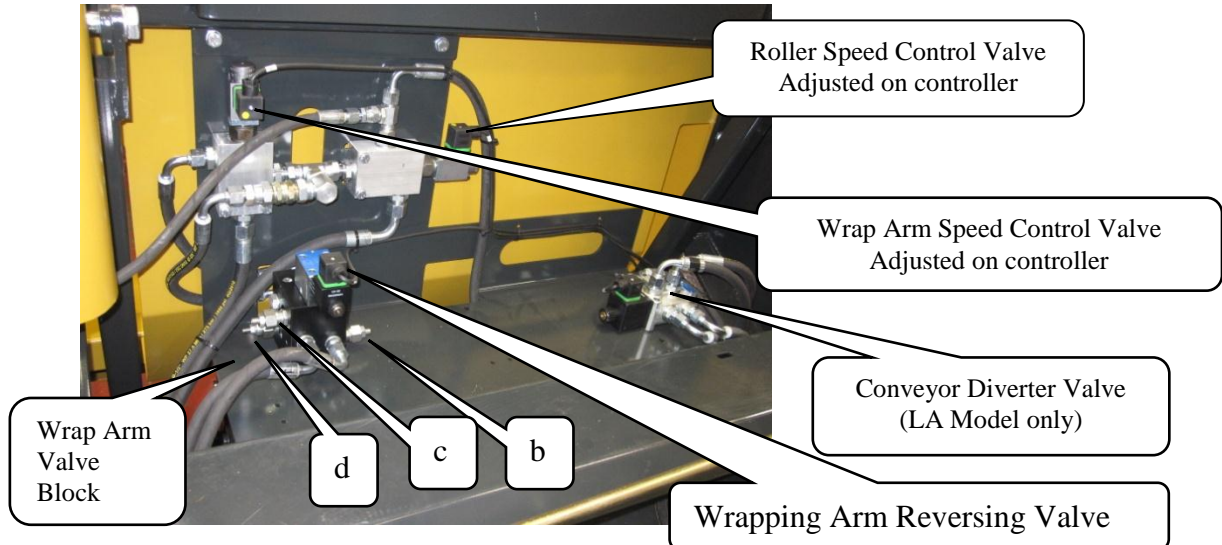 Roller Speed Control Valve
Adjusted on controller
Wrap Arm Speed Control Valve
Adjusted on controller
Conveyor Diverter Valve
(LA Model only)
Wrap Arm
Valve
Block
d
c
b
Wrapping Arm Reversing Valve